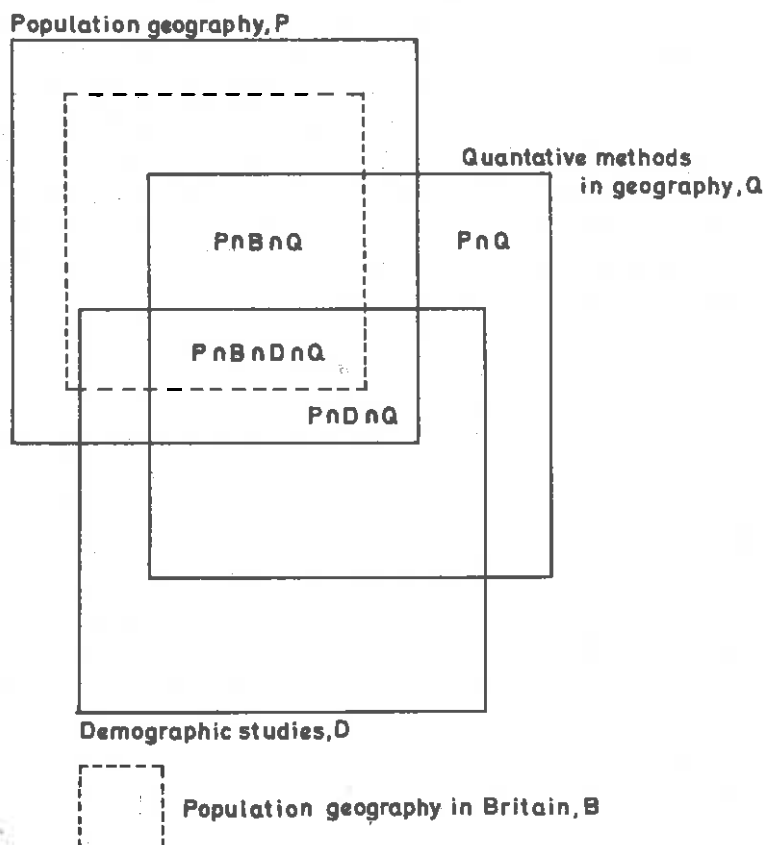 Population geography, P
Quantative methods
in geography, Q
P∩B∩Q
P∩Q
P∩B∩D∩Q
P∩D∩Q
Demographic studies, D
Population geography in Britain, B